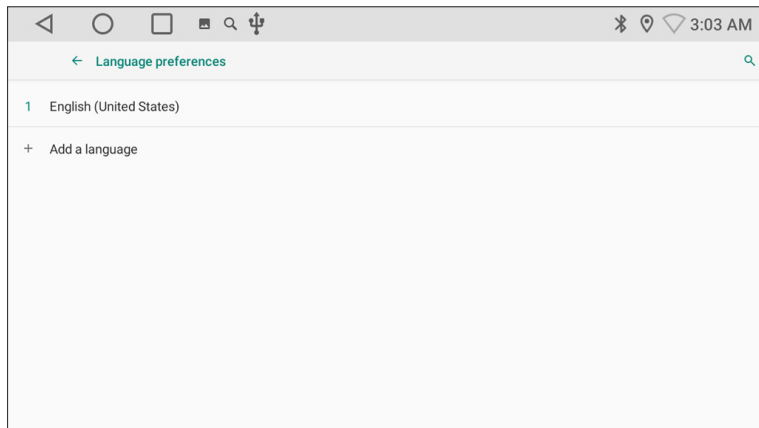 3:03 AM
Language preferences
1 English (United States)
+ Add a language